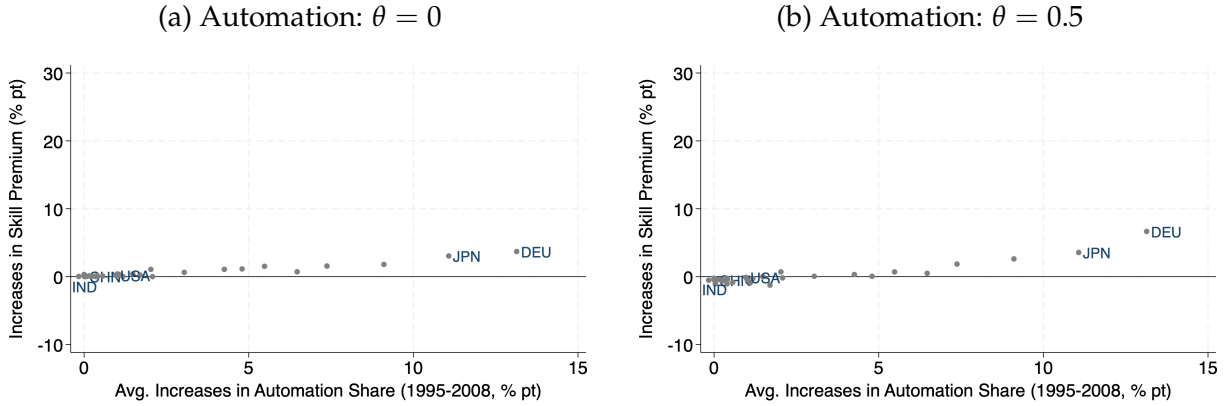 (a) Automation: θ = 0
Increases in Skill Premium (% pt)
30
20
10
0
-10
IND
CHN
USA
JPN
DEU
0 5 10 15
Avg. Increases in Automation Share (1995-2008, % pt)
(b) Automation: θ = 0.5
Increases in Skill Premium (% pt)
30
20
10
0
-10
IND
CHN
USA
JPN
DEU
0 5 10 15
Avg. Increases in Automation Share (1995-2008, % pt)